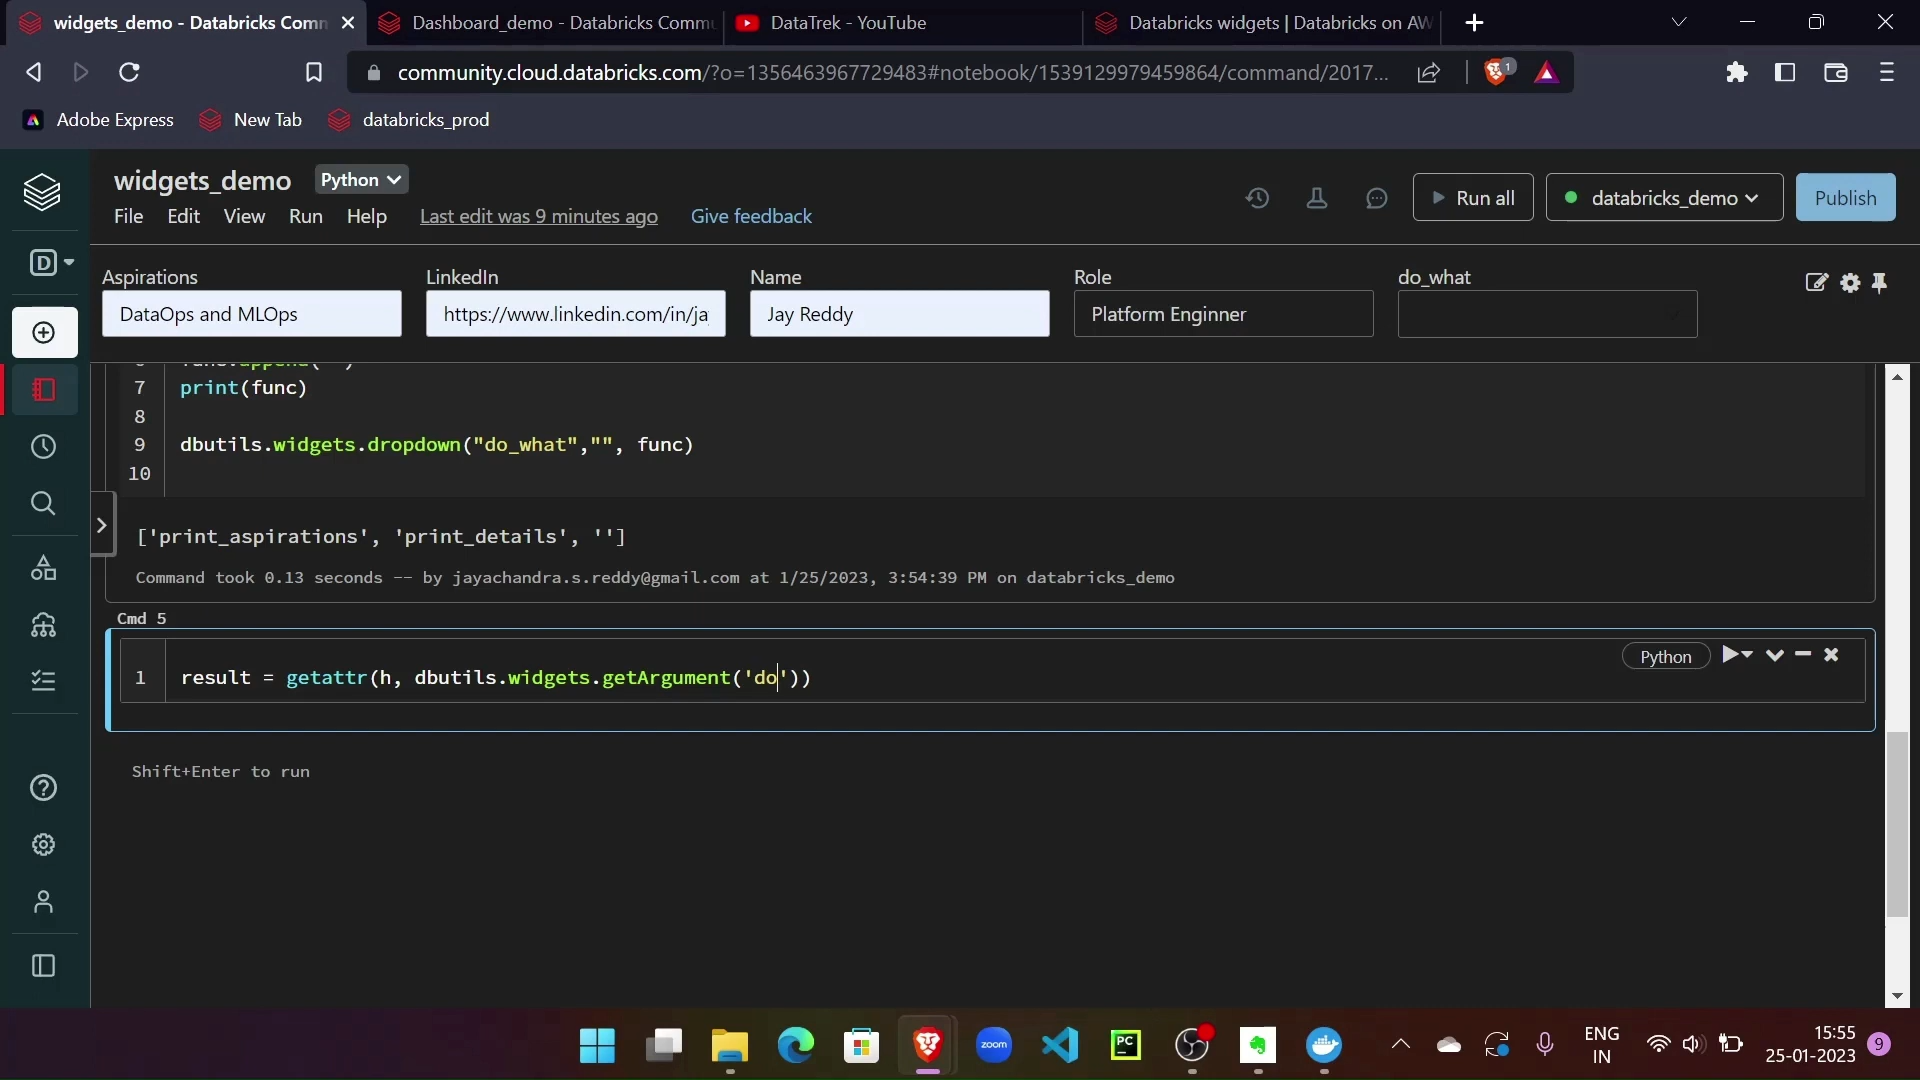 widgets_demo - Databricks Comm
Dashboard_demo - Databricks Commu
DataTrek - YouTube
Databricks widgets | Databricks on AW
community.cloud.databricks.com/?o=1356463967729483#notebook/1539129979459864/command/2017...
1
Adobe Express
New Tab
databricks_prod
widgets_demo
Python
File
Edit
View
Run
Help
Last edit was 9 minutes ago
Give feedback
Run all
databricks_demo
Publish
D
Aspirations
LinkedIn
Name
Role
do_what
DataOps and MLOps
https://www.linkedin.com/in/ja
Jay Reddy
Platform Enginner
7 print(func)
8
9 dbutils.widgets.dropdown("do_what","", func)
10
['print_aspirations', 'print_details', '']
Command took 0.13 seconds -- by jayachandra.s.reddy@gmail.com at 1/25/2023, 3:54:39 PM on databricks_demo
Cmd 5
Python
1 result = getattr(h, dbutils.widgets.getArgument('do'))
Shift+Enter to run
zoom
PC
ENG
IN
15:55
25-01-2023
9